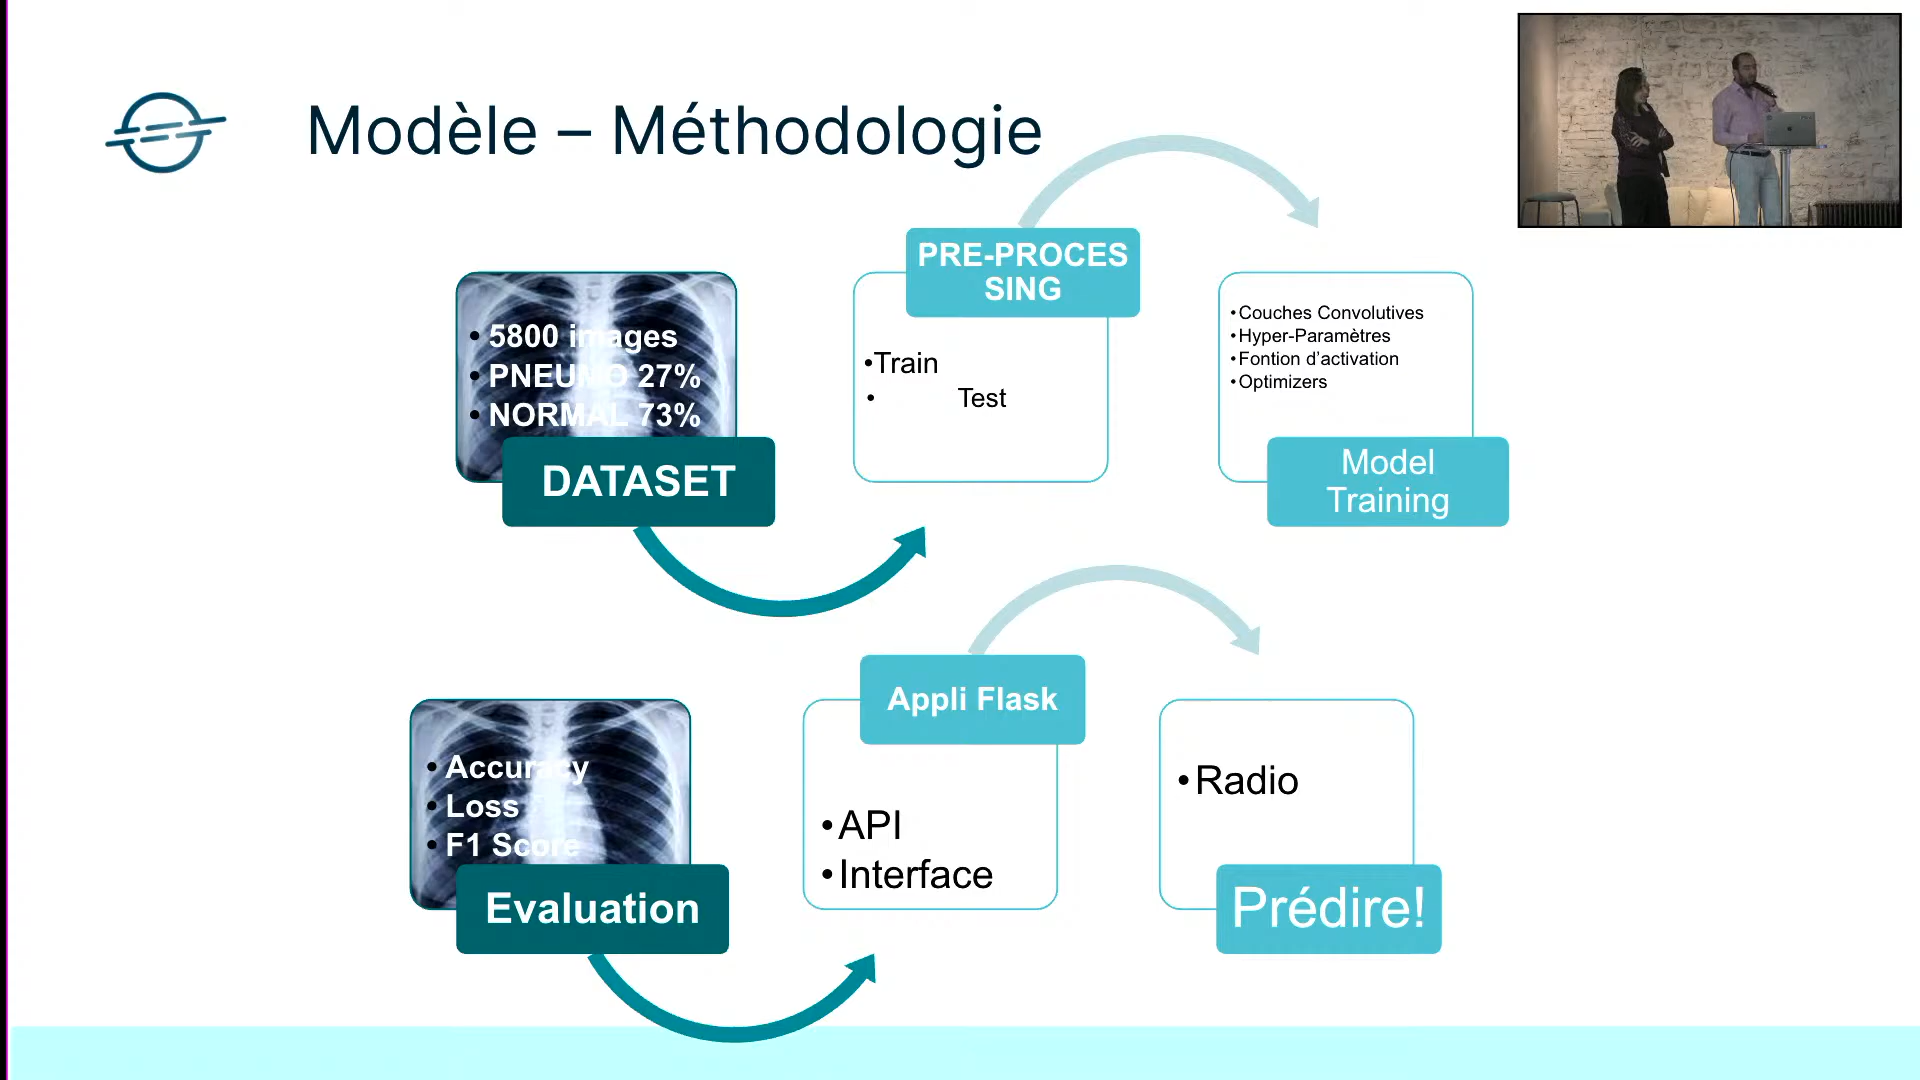 Modèle – Méthodologie
• 5800 images
• PNEUMO 27%
• NORMAL 73%
DATASET
PRE-PROCES
SING
•Train
• Test
•Couches Convolutives
•Hyper-Paramètres
•Fontion d'activation
•Optimizers
Model
Training
• Accuracy
• Loss
• F1 Score
Evaluation
Appli Flask
•API
•Interface
•Radio
Prédire!